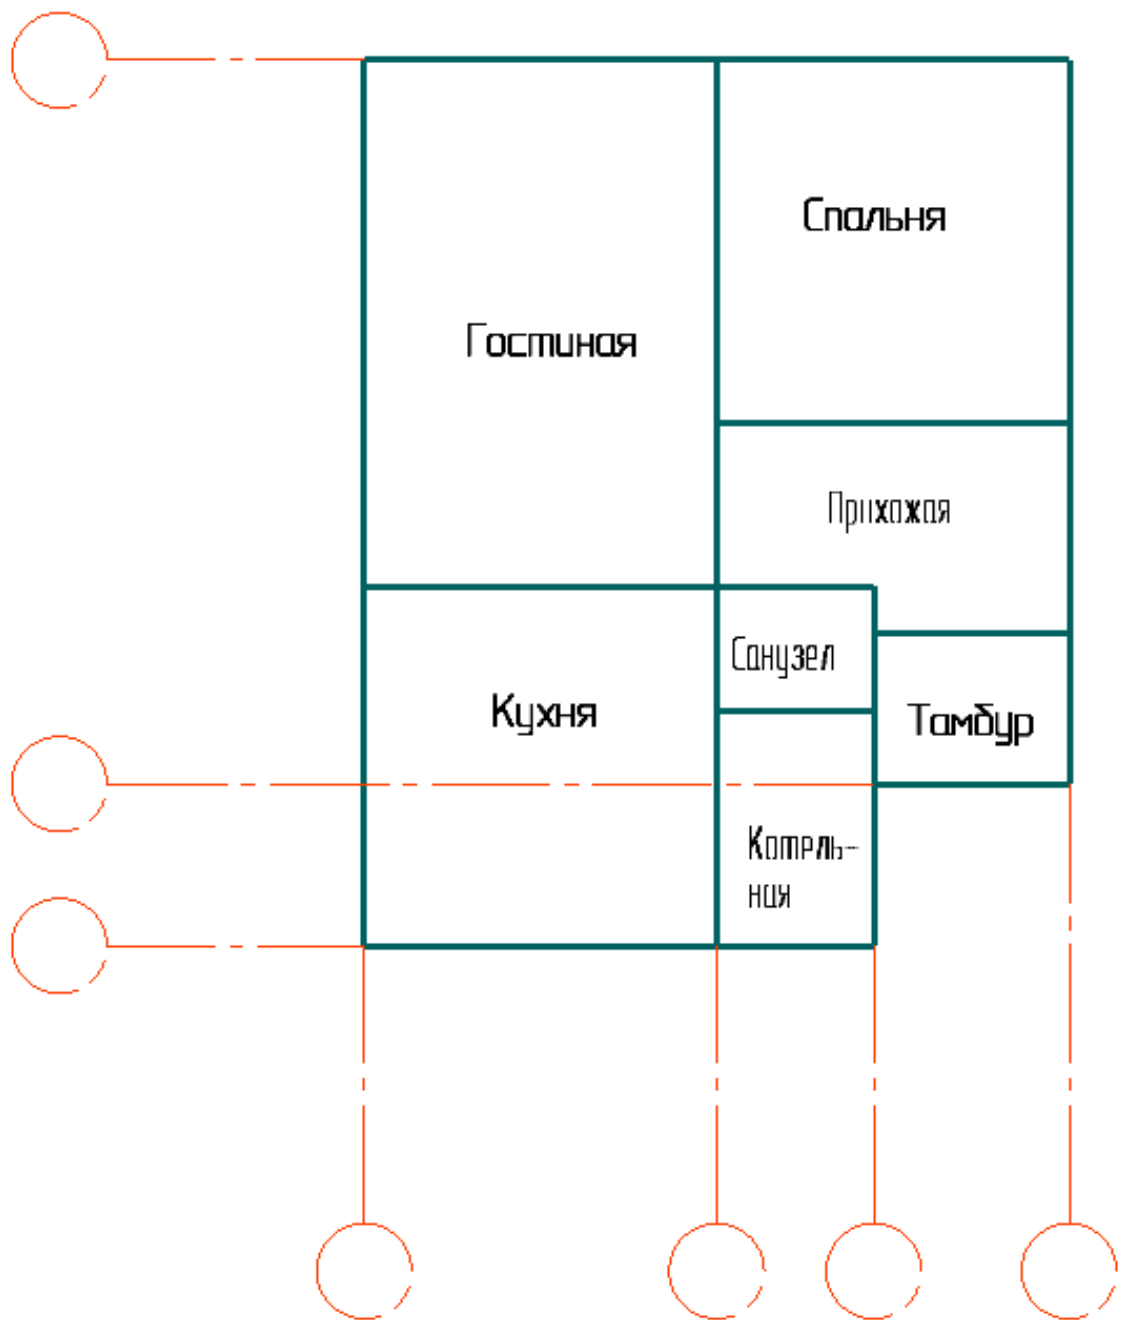 Спальня
Гостиная
Прихожая
Санузел
Кухня
Тамбур
Котель-
ная